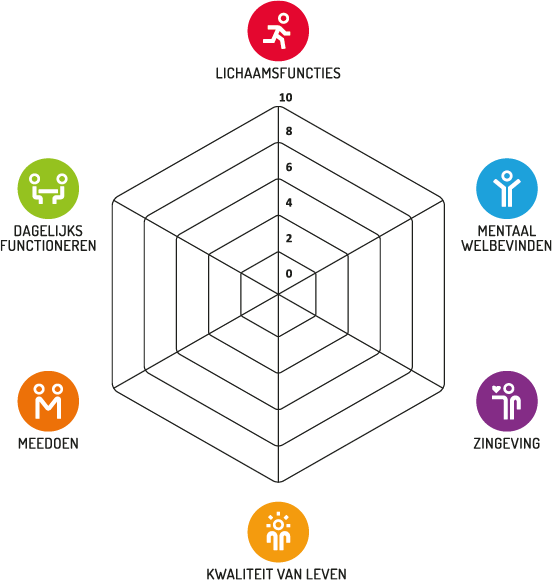 LICHAAMSFUNCTIES
10
8
6
4
2
0
DAGELIJKS
FUNCTIONEREN
MENTAAL
WELBEVINDEN
MEEDOEN
ZINGEVING
KWALITEIT VAN LEVEN